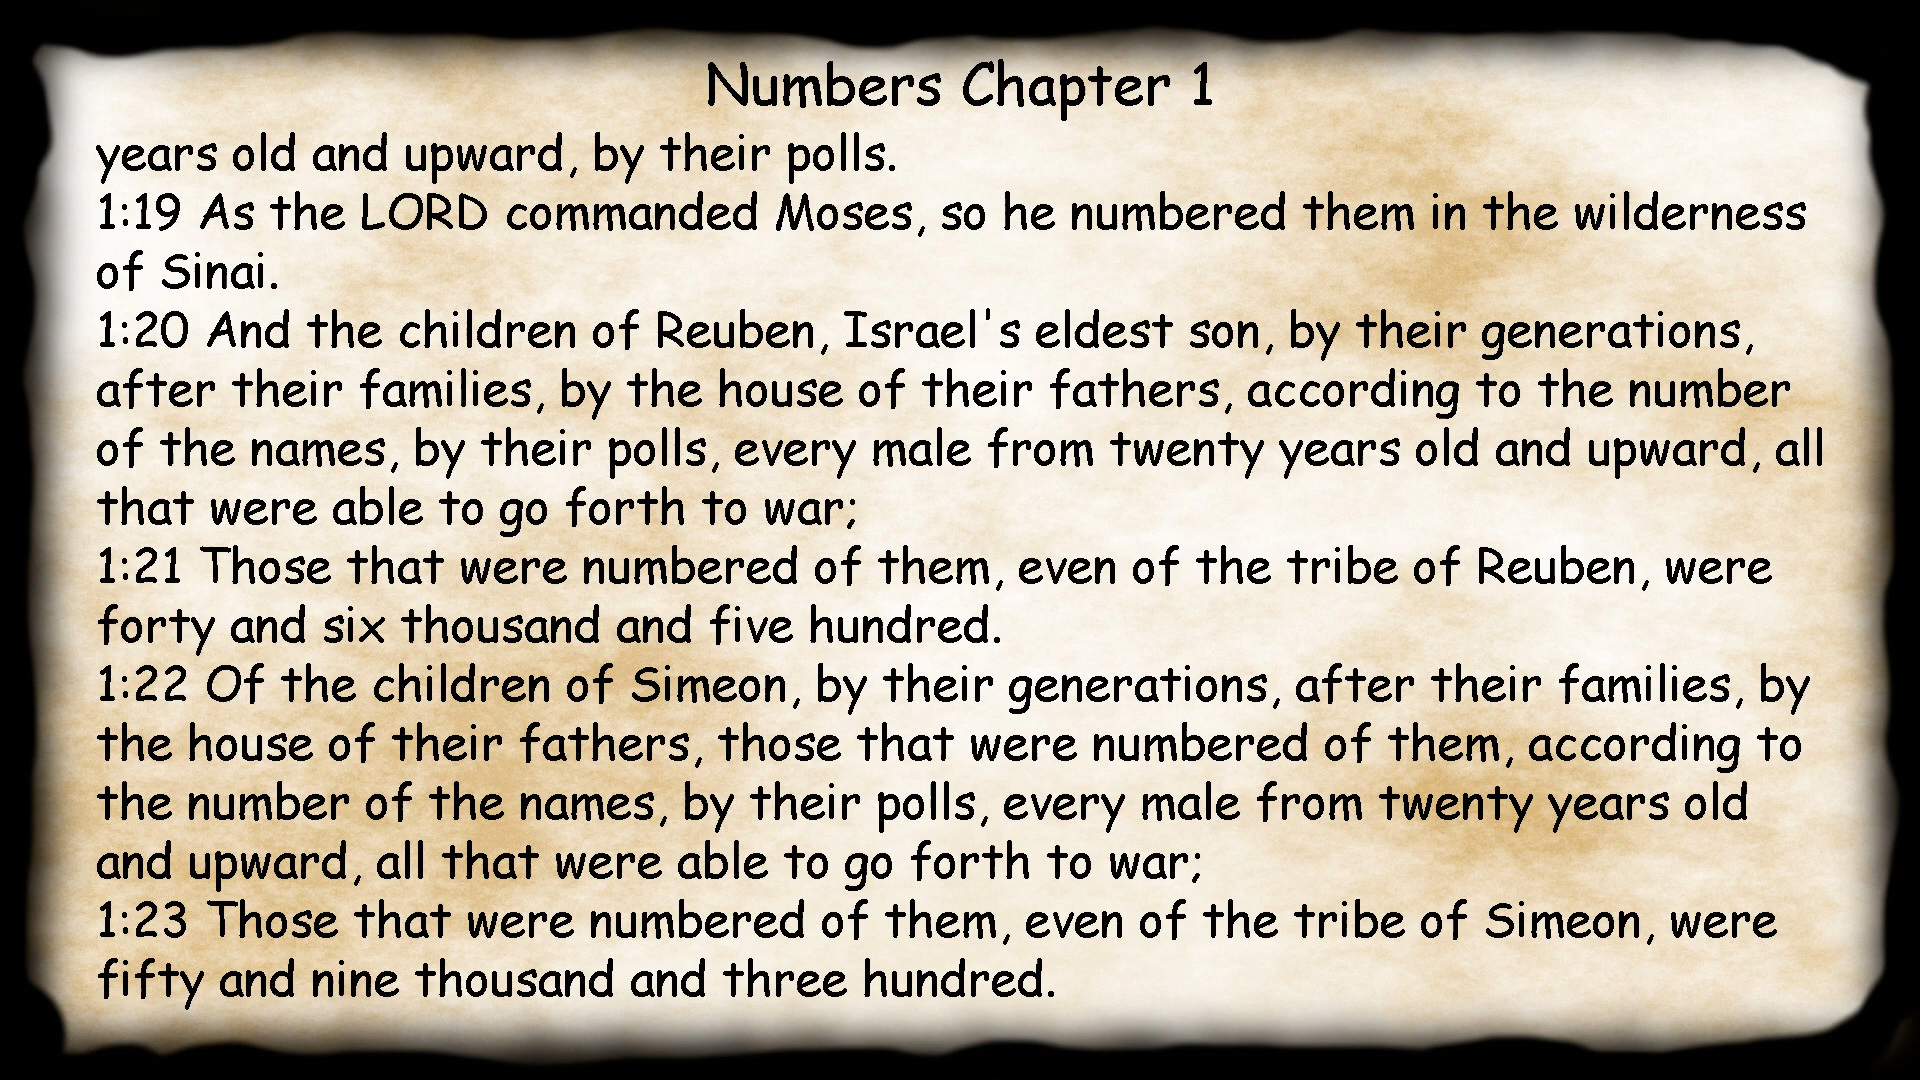 Numbers Chapter 1
years old and upward, by their polls.
1:19 As the LORD commanded Moses, so he numbered them in the wilderness
of Sinai.
1:20 And the children of Reuben, Israel's eldest son, by their generations,
after their families, by the house of their fathers, according to the number
of the names, by their polls, every male from twenty years old and upward, all
that were able to go forth to war;
1:21 Those that were numbered of them, even of the tribe of Reuben, were
forty and six thousand and five hundred.
1:22 Of the children of Simeon, by their generations, after their families, by
the house of their fathers, those that were numbered of them, according to
the number of the names, by their polls, every male from twenty years old
and upward, all that were able to go forth to war;
1:23 Those that were numbered of them, even of the tribe of Simeon, were
fifty and nine thousand and three hundred.